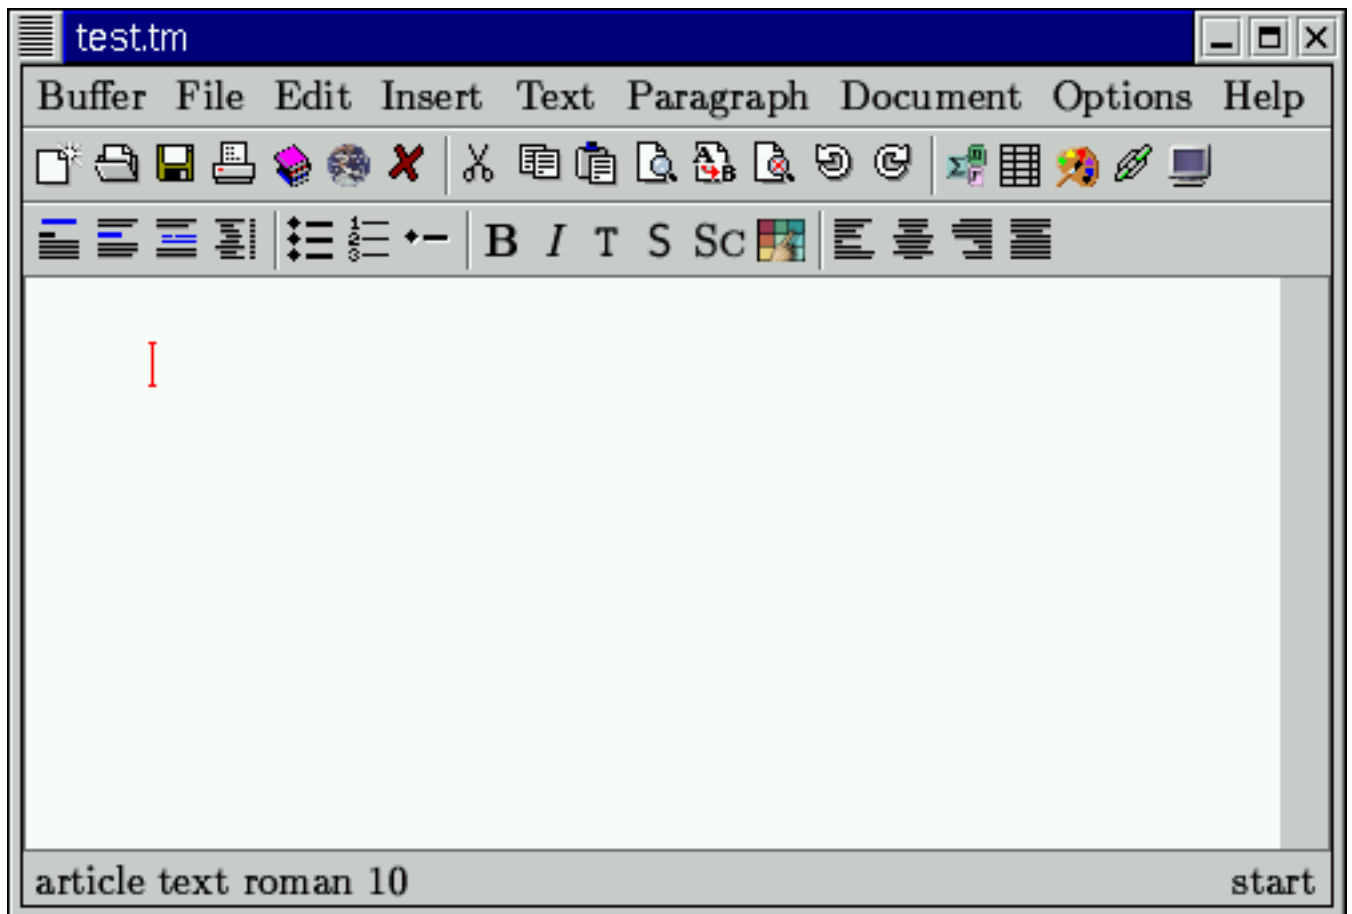 test.tm
Buffer File Edit Insert Text Paragraph Document Options Help
B I T S SC
article text roman 10 start